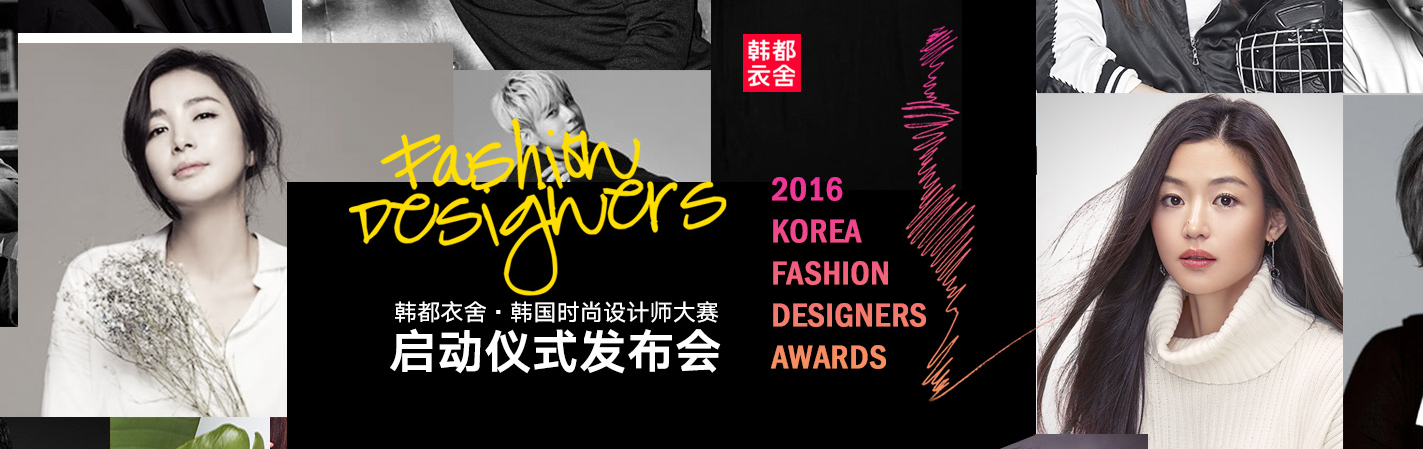 Fashion
Designers
韩都衣舍·韩国时尚设计师大赛
启动仪式发布会
韩都
衣舍
2016
KOREA
FASHION
DESIGNERS
AWARDS